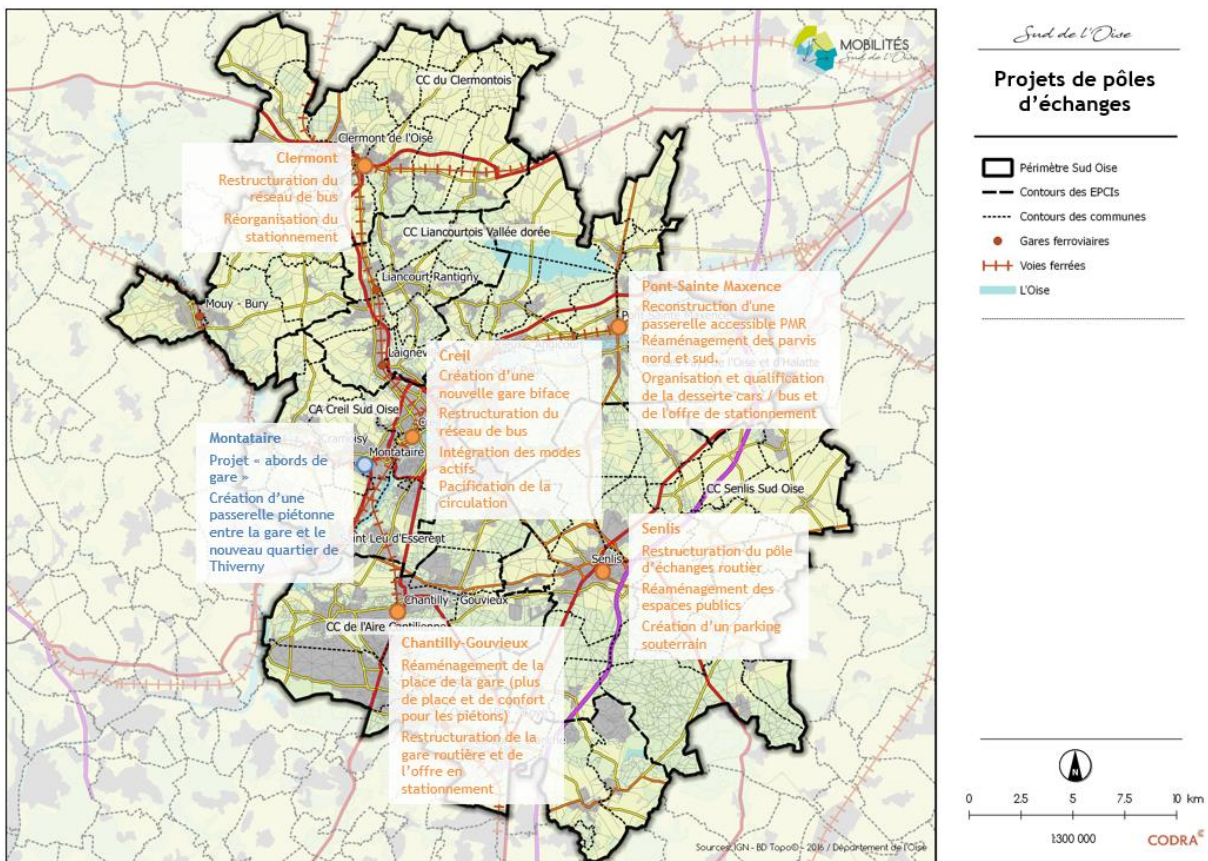 MOBILITÉS
Sud de l'Oise
CC du Clermontois
Clermont de l'Oise
Clermont
Restructuration du
réseau de bus
Réorganisation du
stationnement
CC Liancourtois Vallée dorée
Liancourt Rantigny
Mouy - Bury
Pont-Sainte Maxence
Reconstruction d'une
passerelle accessible PMR
Réaménagement des parvis
nord et sud.
Organisation et qualification
de la desserte cars / bus et
de l'offre de stationnement
Creil
Création d'une
nouvelle gare biface
Restructuration du
réseau de bus
Intégration des modes
actifs
Pacification de la
circulation
CA Creil Sud Oise
Cramoisy
Montataire
Montataire
Projet « abords de
gare »
Création d'une
passerelle piétonne
entre la gare et le
nouveau quartier de
Thiverny
Saint Leu d'Esserent
CC Senlis Sud Oise
Senlis
Senlis
Restructuration du pôle
d'échanges routier
Réaménagement des
espaces publics
Création d'un parking
souterrain
Chantilly - Gouvieux
CC de l'Aire Cantilienne
Chantilly-Gouvieux
Réaménagement de la
place de la gare (plus
de place et de confort
pour les piétons)
Restructuration de la
gare routière et de
l'offre en
stationnement
Sources: IGN - BD Topo® - 2016 / Département de l'Oise
Sud de l'Oise
Projets de pôles
d'échanges
Périmètre Sud Oise
Contours des EPCIs
Contours des communes
Gares ferroviaires
Voies ferrées
L'Oise
N
0 2.5 5 7.5 10 km
1:300 000
CODRA